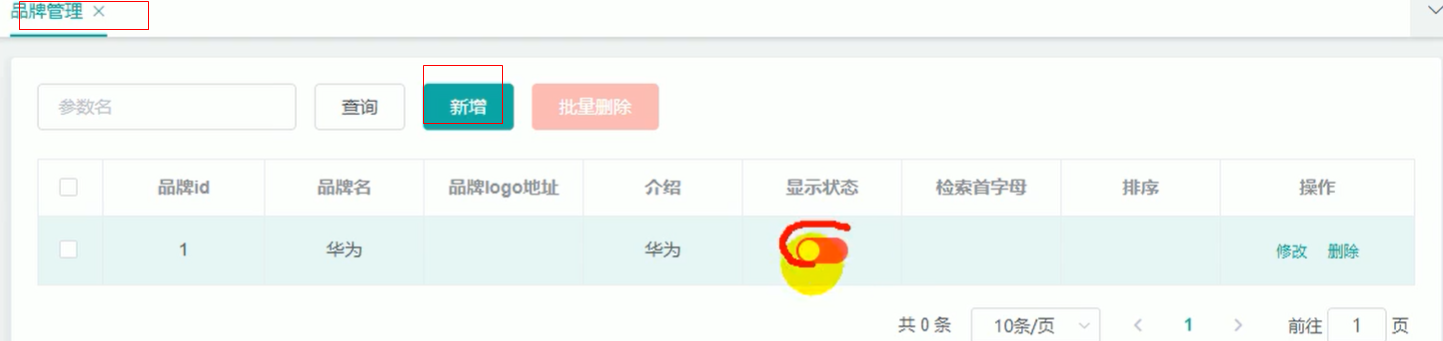 品牌管理 ×
参数名 查询 新增 批量删除
品牌id 品牌名 品牌logo地址 介绍 显示状态 检索首字母 排序 操作
1 华为 华为 修改 删除
共 0 条 10条/页 1 前往 1 页